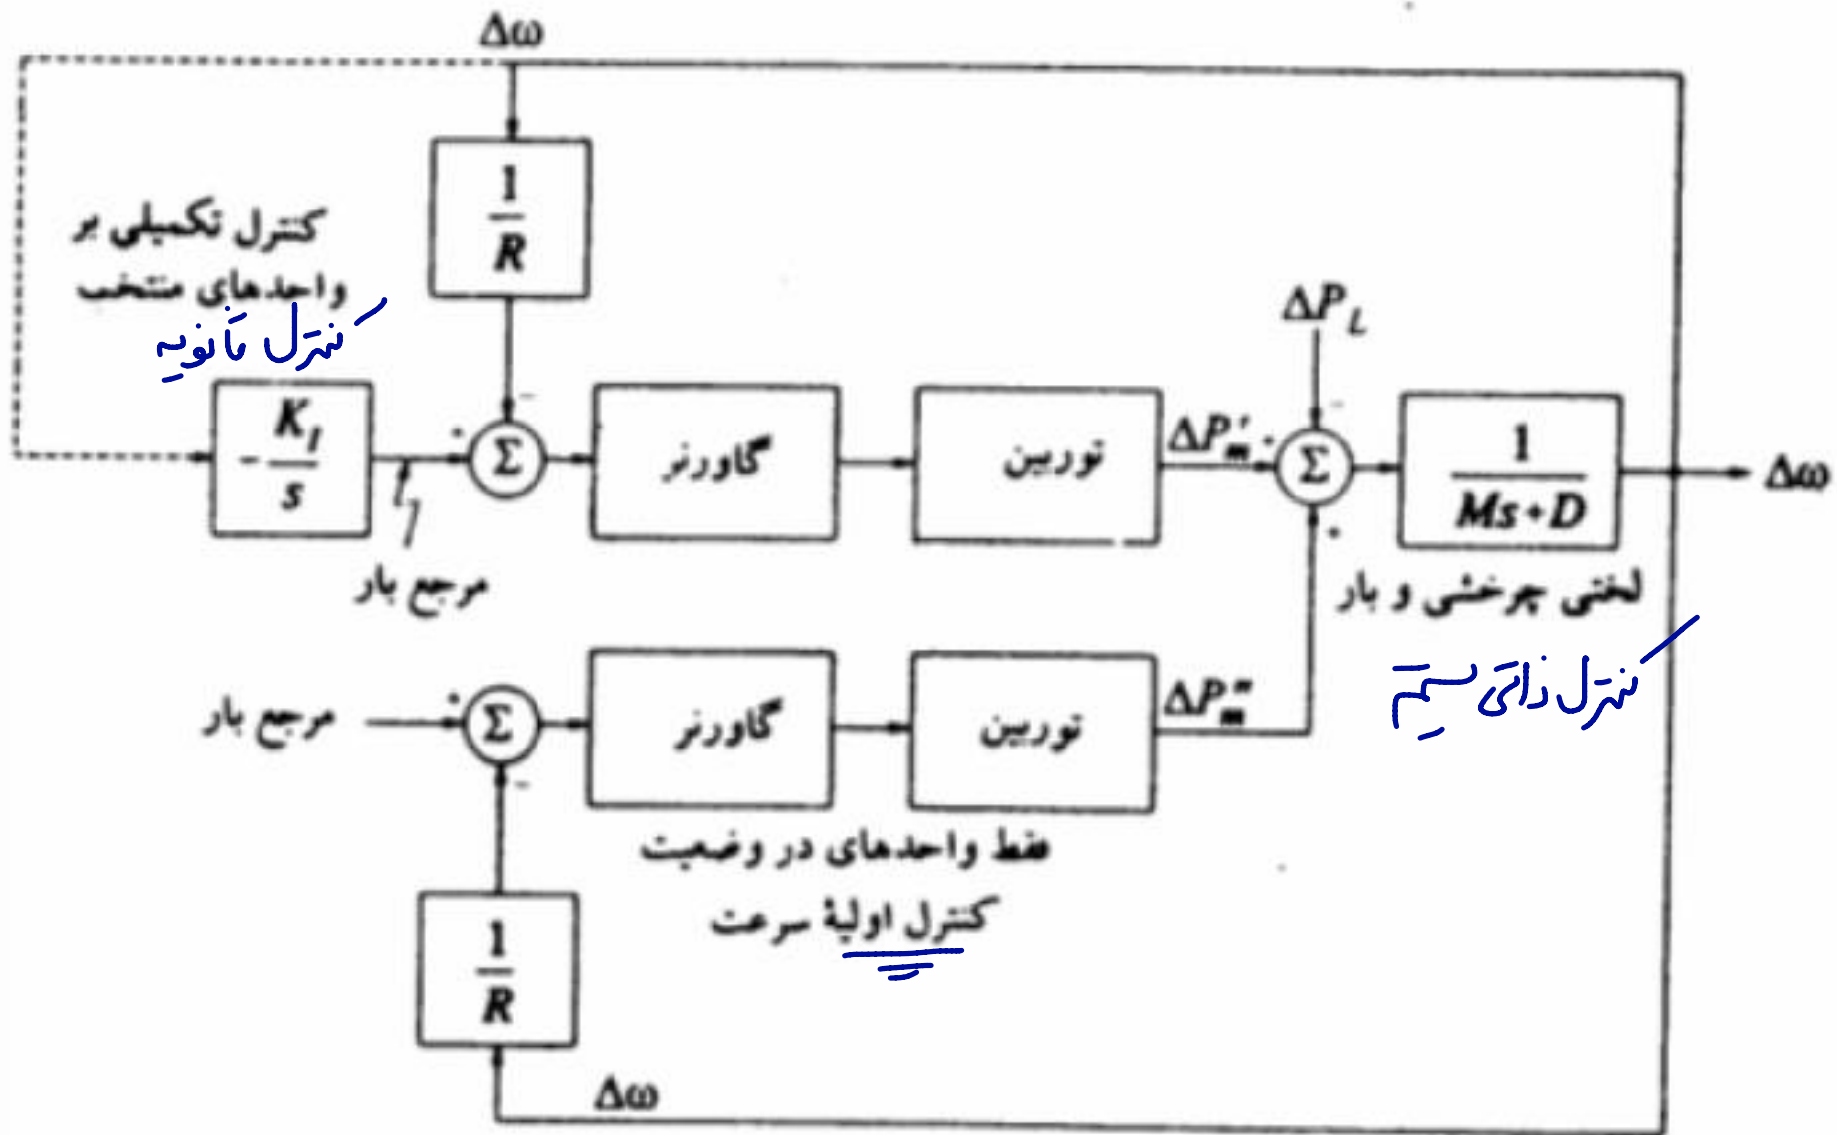 Δω
1
R
کنترل تکمیلی بر
واحدهای منتخب
کنترل ثانویه
ΔP_L
-
- K_I
s
+
Σ
گاورنر
توربین
ΔP'_m
+
Σ
-
1
Ms+D
Δω
مرجع بار
لختی چرخشی و بار
کنترل ذاتی سیستم
+
مرجع بار
+
Σ
-
گاورنر
توربین
ΔP''_m
فقط واحدهای در وضعیت
کنترل اولیهٔ سرعت
1
R
Δω